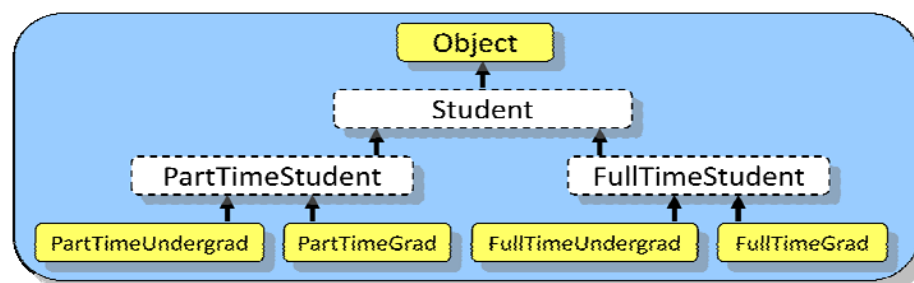 Object
Student
PartTimeStudent
FullTimeStudent
PartTimeUndergrad
PartTimeGrad
FullTimeUndergrad
FullTimeGrad